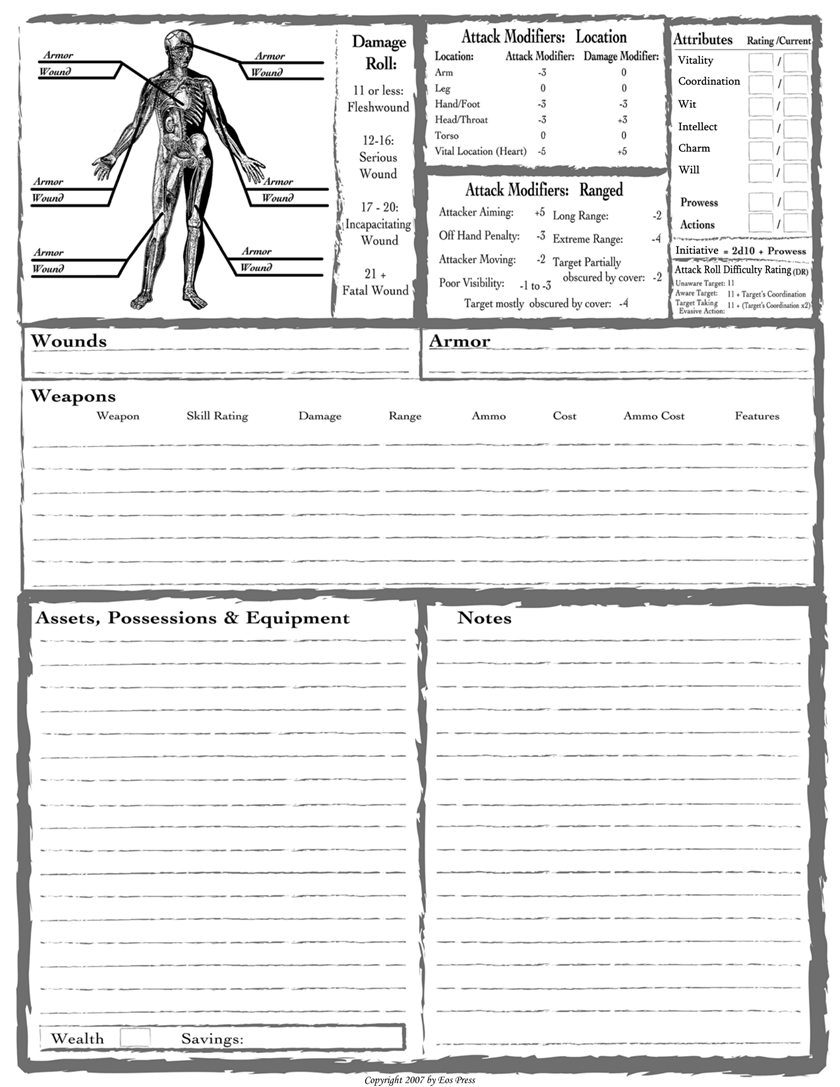 Armor
Wound
Armor
Wound
Armor
Wound
Armor
Wound
Armor
Wound
Armor
Wound
Damage
Roll:
11 or less:
Fleshwound
12-16:
Serious
Wound
17 - 20:
Incapacitating
Wound
21 +
Fatal Wound
Attack Modifiers: Location
Location: Attack Modifier: Damage Modifier:
Arm -3 0
Leg 0 0
Hand/Foot -3 -3
Head/Throat -3 +3
Torso 0 0
Vital Location (Heart) -5 +5
Attack Modifiers: Ranged
Attacker Aiming: +5 Long Range: -2
Off Hand Penalty: -3 Extreme Range: -4
Attacker Moving: -2 Target Partially
obscured by cover: -2
Poor Visibility: -1 to -3
Target mostly obscured by cover: -4
Attributes Rating /Current
Vitality /
Coordination /
Wit /
Intellect /
Charm /
Will /
Prowess /
Actions /
Initiative = 2d10 + Prowess
Attack Roll Difficulty Rating (DR)
Unaware Target: 11
Aware Target: 11 + Target's Coordination
Target Taking 11 + (Target's Coordination x2)
Evasive Action:
Wounds
Armor
Weapons
Weapon Skill Rating Damage Range Ammo Cost Ammo Cost Features
Assets, Possessions & Equipment
Notes
Wealth Savings:
Copyright 2007 by Eos Press